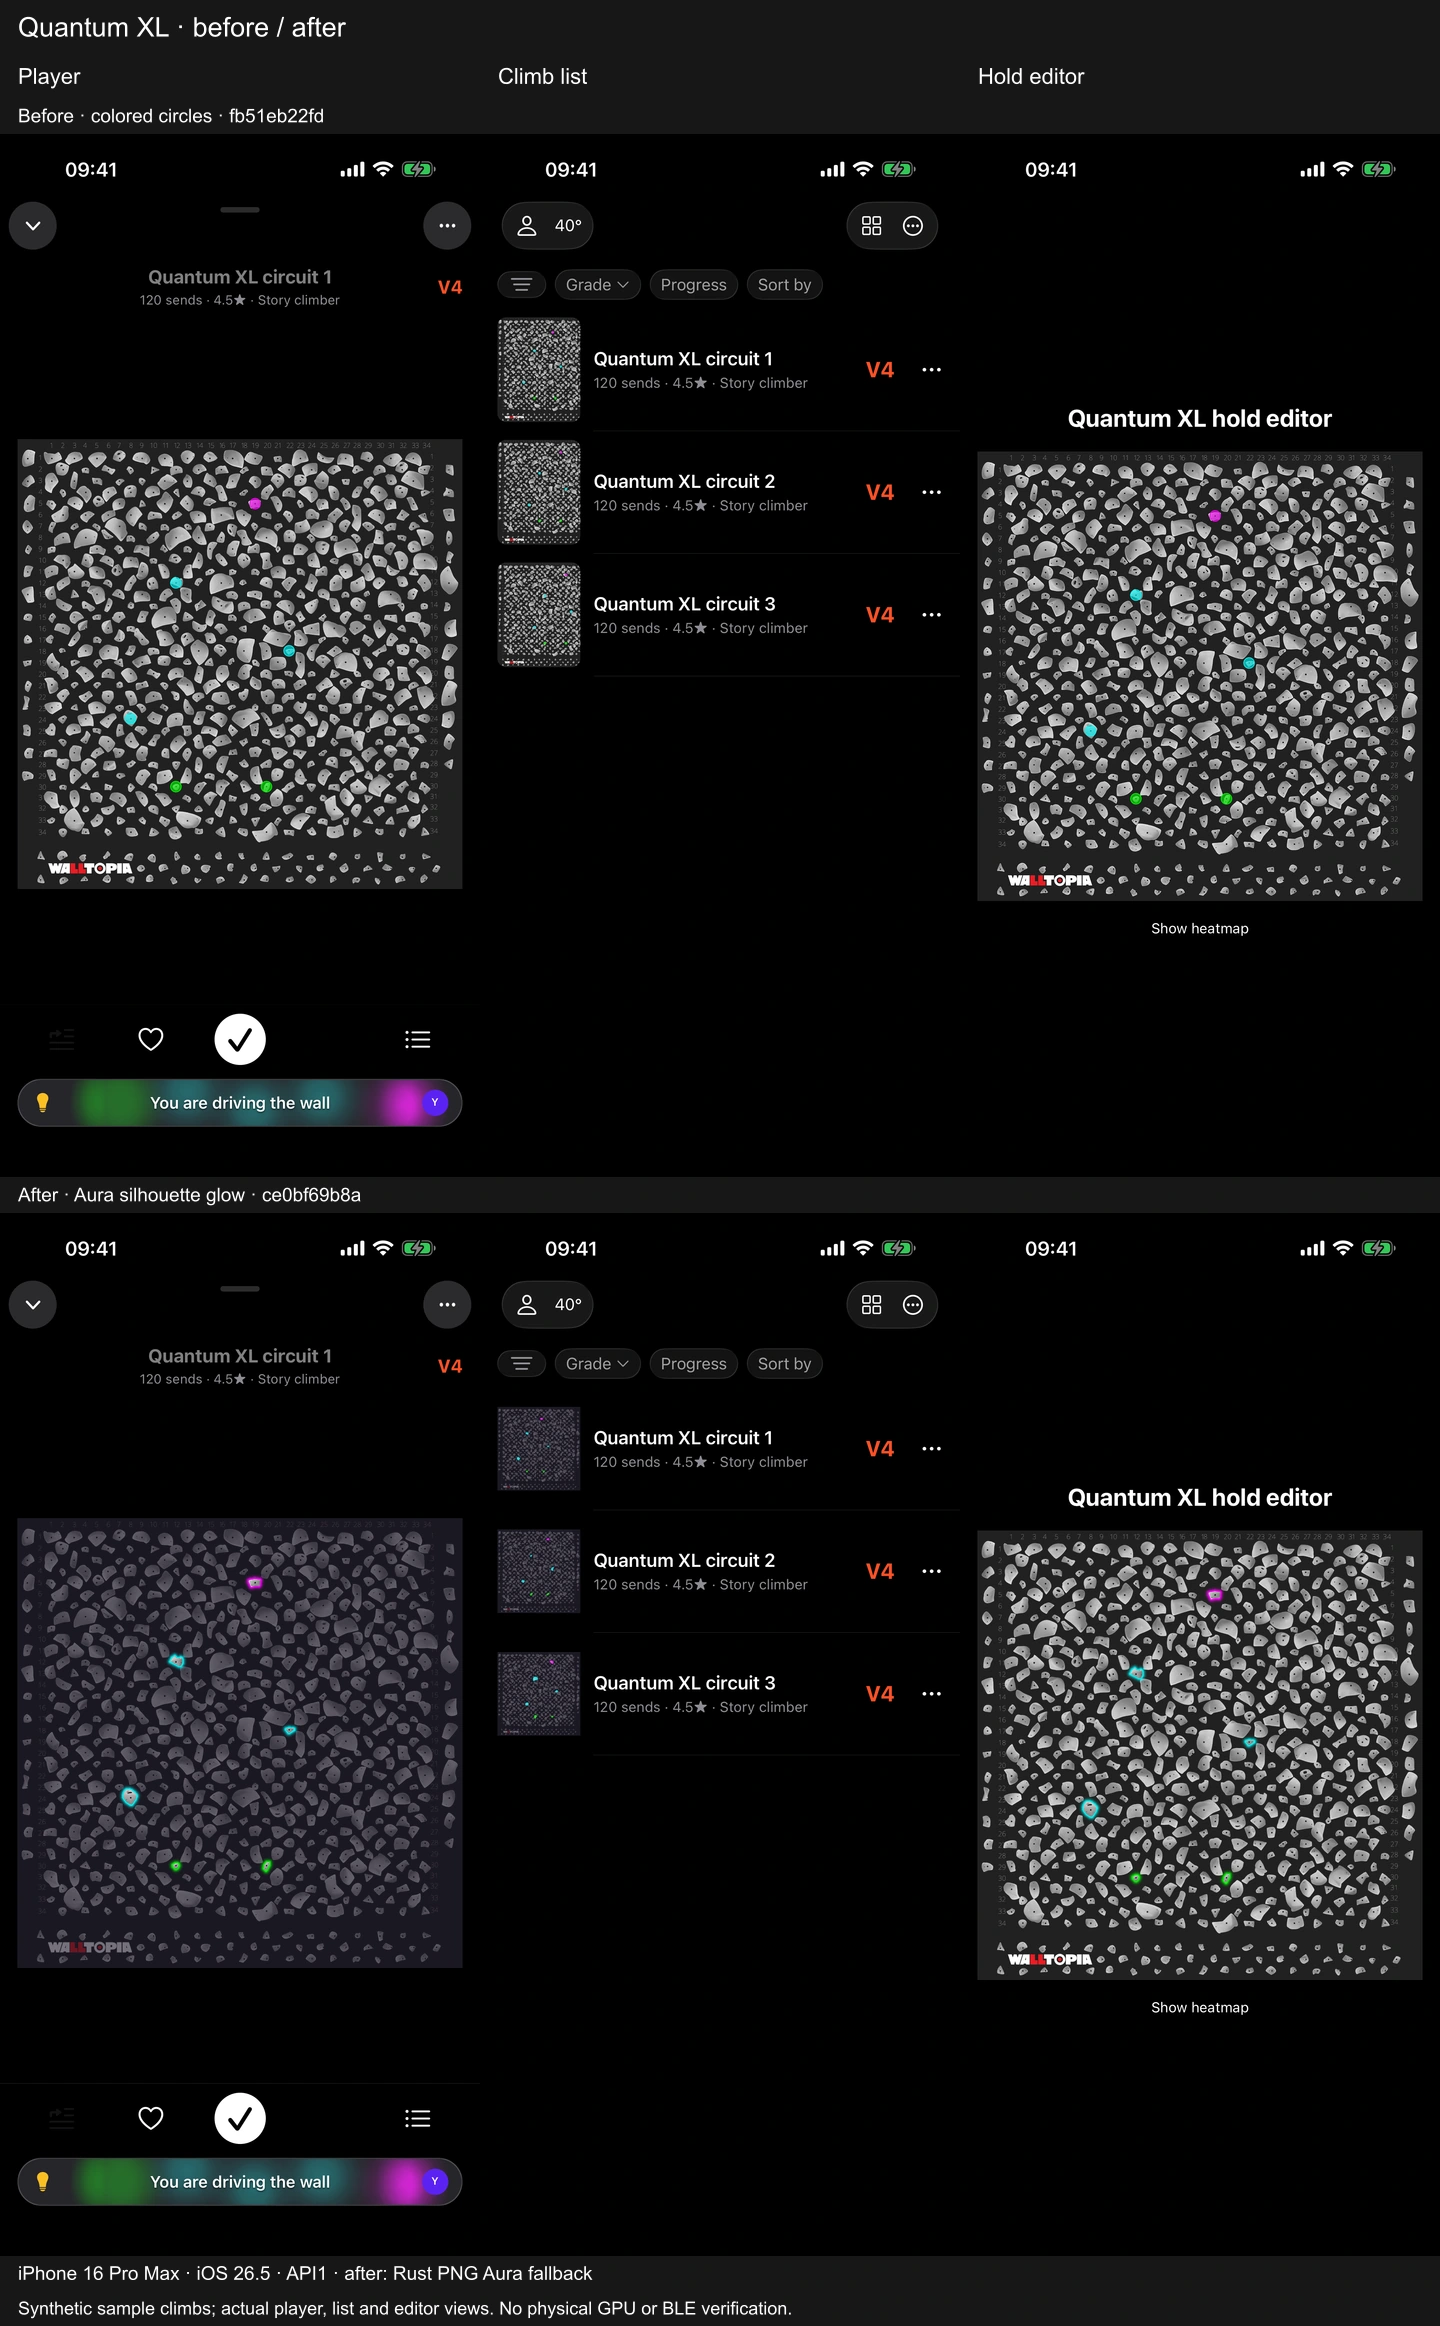 Quantum XL · before / after
Player
Climb list
Hold editor
Before · colored circles · fb51eb22fd
09:41
Quantum XL circuit 1
120 sends · 4.5★ · Story climber
V4
WALLTOPIA
You are driving the wall
Y
09:41
40°
Grade
Progress
Sort by
Quantum XL circuit 1
120 sends · 4.5★ · Story climber
V4
Quantum XL circuit 2
120 sends · 4.5★ · Story climber
V4
Quantum XL circuit 3
120 sends · 4.5★ · Story climber
V4
09:41
Quantum XL hold editor
WALLTOPIA
Show heatmap
After · Aura silhouette glow · ce0bf69b8a
09:41
Quantum XL circuit 1
120 sends · 4.5★ · Story climber
V4
WALLTOPIA
You are driving the wall
Y
09:41
40°
Grade
Progress
Sort by
Quantum XL circuit 1
120 sends · 4.5★ · Story climber
V4
Quantum XL circuit 2
120 sends · 4.5★ · Story climber
V4
Quantum XL circuit 3
120 sends · 4.5★ · Story climber
V4
09:41
Quantum XL hold editor
WALLTOPIA
Show heatmap
iPhone 16 Pro Max · iOS 26.5 · API1 · after: Rust PNG Aura fallback
Synthetic sample climbs; actual player, list and editor views. No physical GPU or BLE verification.